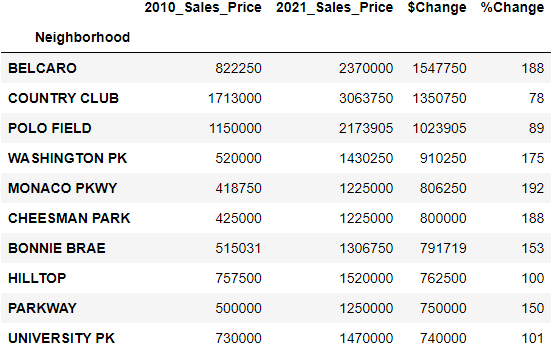 2010_Sales_Price 2021_Sales_Price $Change %Change
Neighborhood
BELCARO 822250 2370000 1547750 188
COUNTRY CLUB 1713000 3063750 1350750 78
POLO FIELD 1150000 2173905 1023905 89
WASHINGTON PK 520000 1430250 910250 175
MONACO PKWY 418750 1225000 806250 192
CHEESMAN PARK 425000 1225000 800000 188
BONNIE BRAE 515031 1306750 791719 153
HILLTOP 757500 1520000 762500 100
PARKWAY 500000 1250000 750000 150
UNIVERSITY PK 730000 1470000 740000 101